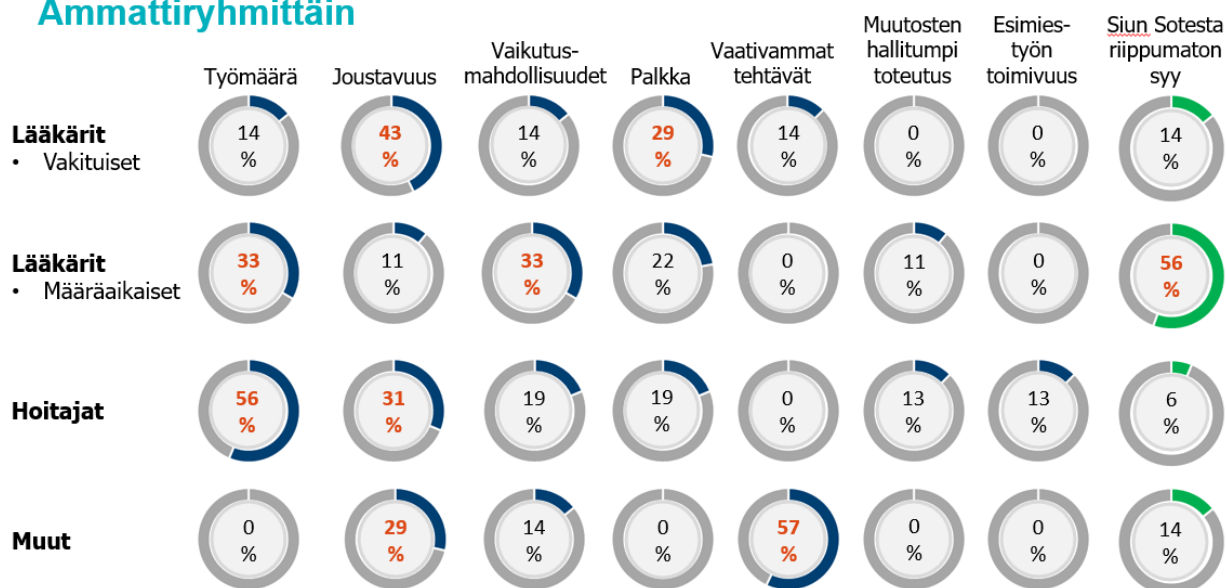 Ammattiryhmittäin
Työmäärä
Joustavuus
Vaikutus-
mahdollisuudet
Palkka
Vaativammat
tehtävät
Muutosten
hallitumpi
toteutus
Esimies-
työn
toimivuus
Siun Sotesta
riippumaton
syy
Lääkärit
• Vakituiset
14
%
43
%
14
%
29
%
14
%
0
%
0
%
14
%
Lääkärit
• Määräaikaiset
33
%
11
%
33
%
22
%
0
%
11
%
0
%
56
%
Hoitajat
56
%
31
%
19
%
19
%
0
%
13
%
13
%
6
%
Muut
0
%
29
%
14
%
0
%
57
%
0
%
0
%
14
%